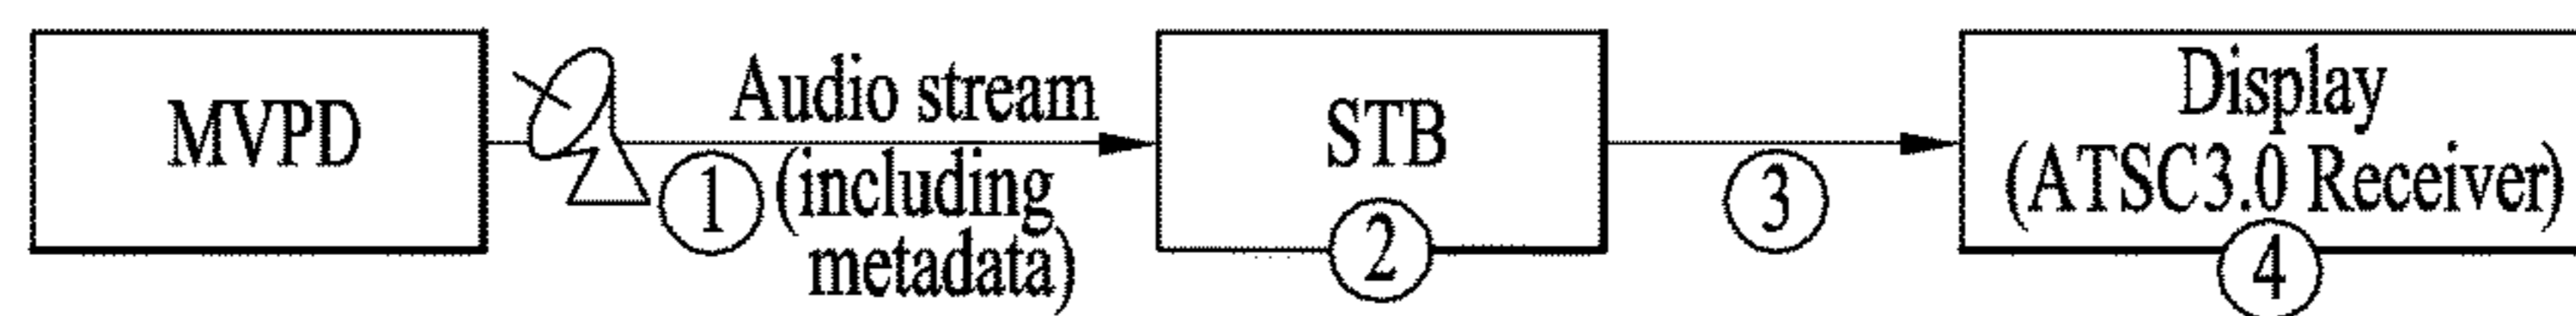 MVPD
Audio stream
1
(including
metadata)
STB
2
3
Display
(ATSC3.0 Receiver)
4